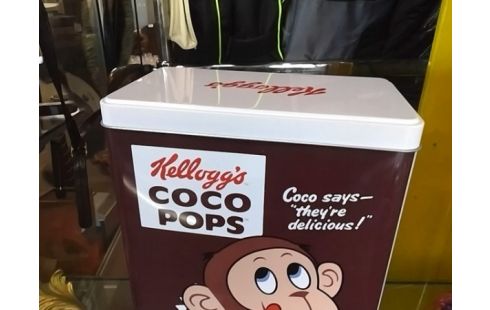 Kellogg's
Kellogg's
COCO
POPS
Coco says—
"they're
delicious!"